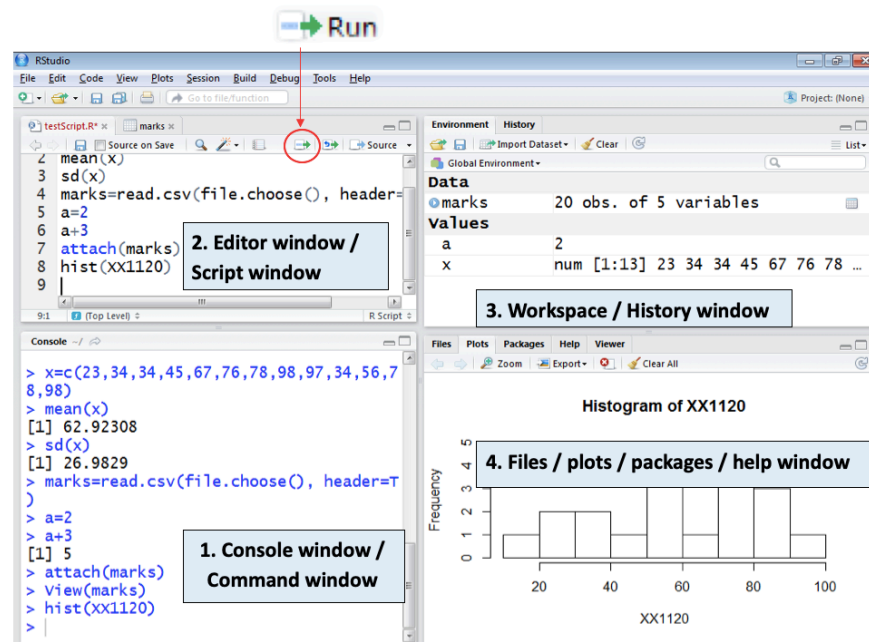 Run
RStudio
File Edit Code View Plots Session Build Debug Tools Help
Go to file/function
Project: (None)
testScript.R* × marks ×
Source on Save Run Source
2 mean(x)
3 sd(x)
4 marks=read.csv(file.choose(), header=
5 a=2
6 a+3
7 attach(marks)
8 hist(XX1120)
9
2. Editor window /
Script window
9:1 (Top Level) R Script
Environment History
Import Dataset Clear
List
Global Environment
Data
marks 20 obs. of 5 variables
Values
a 2
x num [1:13] 23 34 34 45 67 76 78 …
3. Workspace / History window
Console ~/
> x=c(23,34,34,45,67,76,78,98,97,34,56,7
8,98)
> mean(x)
[1] 62.92308
> sd(x)
[1] 26.9829
> marks=read.csv(file.choose(), header=T
)
> a=2
> a+3
[1] 5
> attach(marks)
> View(marks)
> hist(XX1120)
>
1. Console window /
Command window
Files Plots Packages Help Viewer
Zoom Export Clear All
Histogram of XX1120
4. Files / plots / packages / help window
Frequency
0 1 2 3 4 5
20 40 60 80 100
XX1120